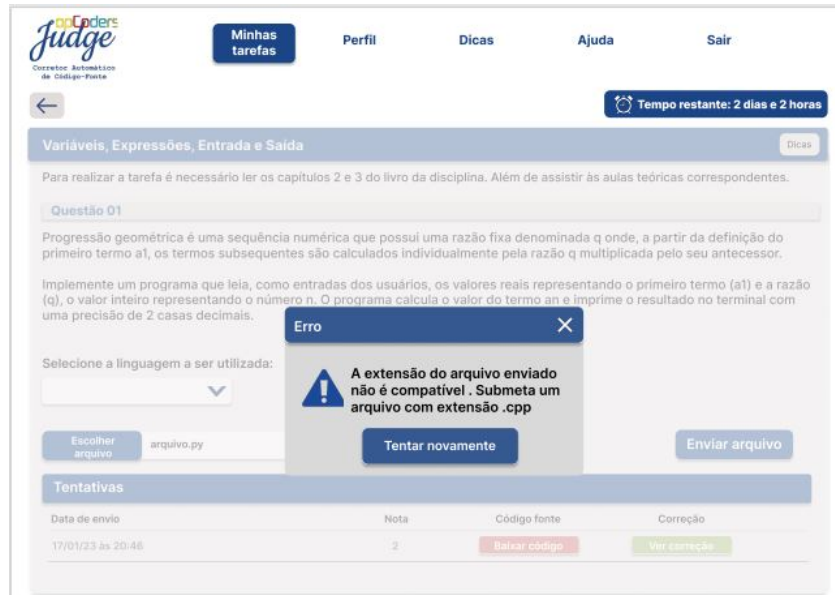 opCoders
Judge
Corretor Automático
de Código-Fonte
Minhas
tarefas
Perfil
Dicas
Ajuda
Sair
Tempo restante: 2 dias e 2 horas
Variáveis, Expressões, Entrada e Saída
Dicas
Para realizar a tarefa é necessário ler os capítulos 2 e 3 do livro da disciplina. Além de assistir às aulas teóricas correspondentes.
Questão 01
Progressão geométrica é uma sequência numérica que possui uma razão fixa denominada q onde, a partir da definição do
primeiro termo a1, os termos subsequentes são calculados individualmente pela razão q multiplicada pelo seu antecessor.
Implemente um programa que leia, como entradas dos usuários, os valores reais representando o primeiro termo (a1) e a razão
(q), o valor inteiro representando o número n. O programa calcula o valor do termo an e imprime o resultado no terminal com
uma precisão de 2 casas decimais.
Erro
A extensão do arquivo enviado
não é compatível . Submeta um
arquivo com extensão .cpp
Tentar novamente
Selecione a linguagem a ser utilizada:
Escolher
arquivo
arquivo.py
Enviar arquivo
Tentativas
Data de envio
Nota
Código fonte
Correção
17/01/23 às 20:46
2
Baixar código
Ver correção